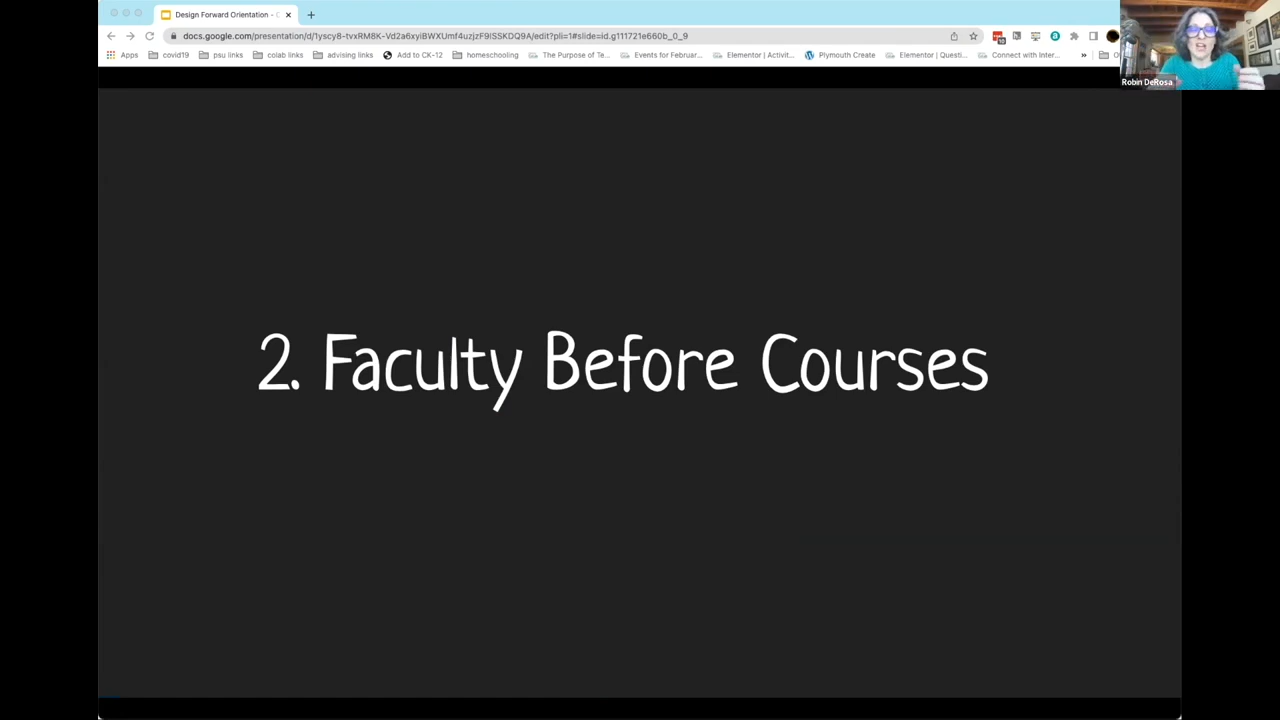 Design Forward Orientation -
docs.google.com/presentation/d/1yscy8-tvxRM8K-Vd2a6xyiBWXUmf4uzjzF9lSSKDQ9A/edit?pli=1#slide=id.g111721e660b_0_9
Apps covid19 psu links colab links advising links Add to CK-12 homeschooling The Purpose of Te... Events for Februar... Elementor | Activit... Plymouth Create Elementor | Questi... Connect with Inter... »
Robin DeRosa
2. Faculty Before Courses